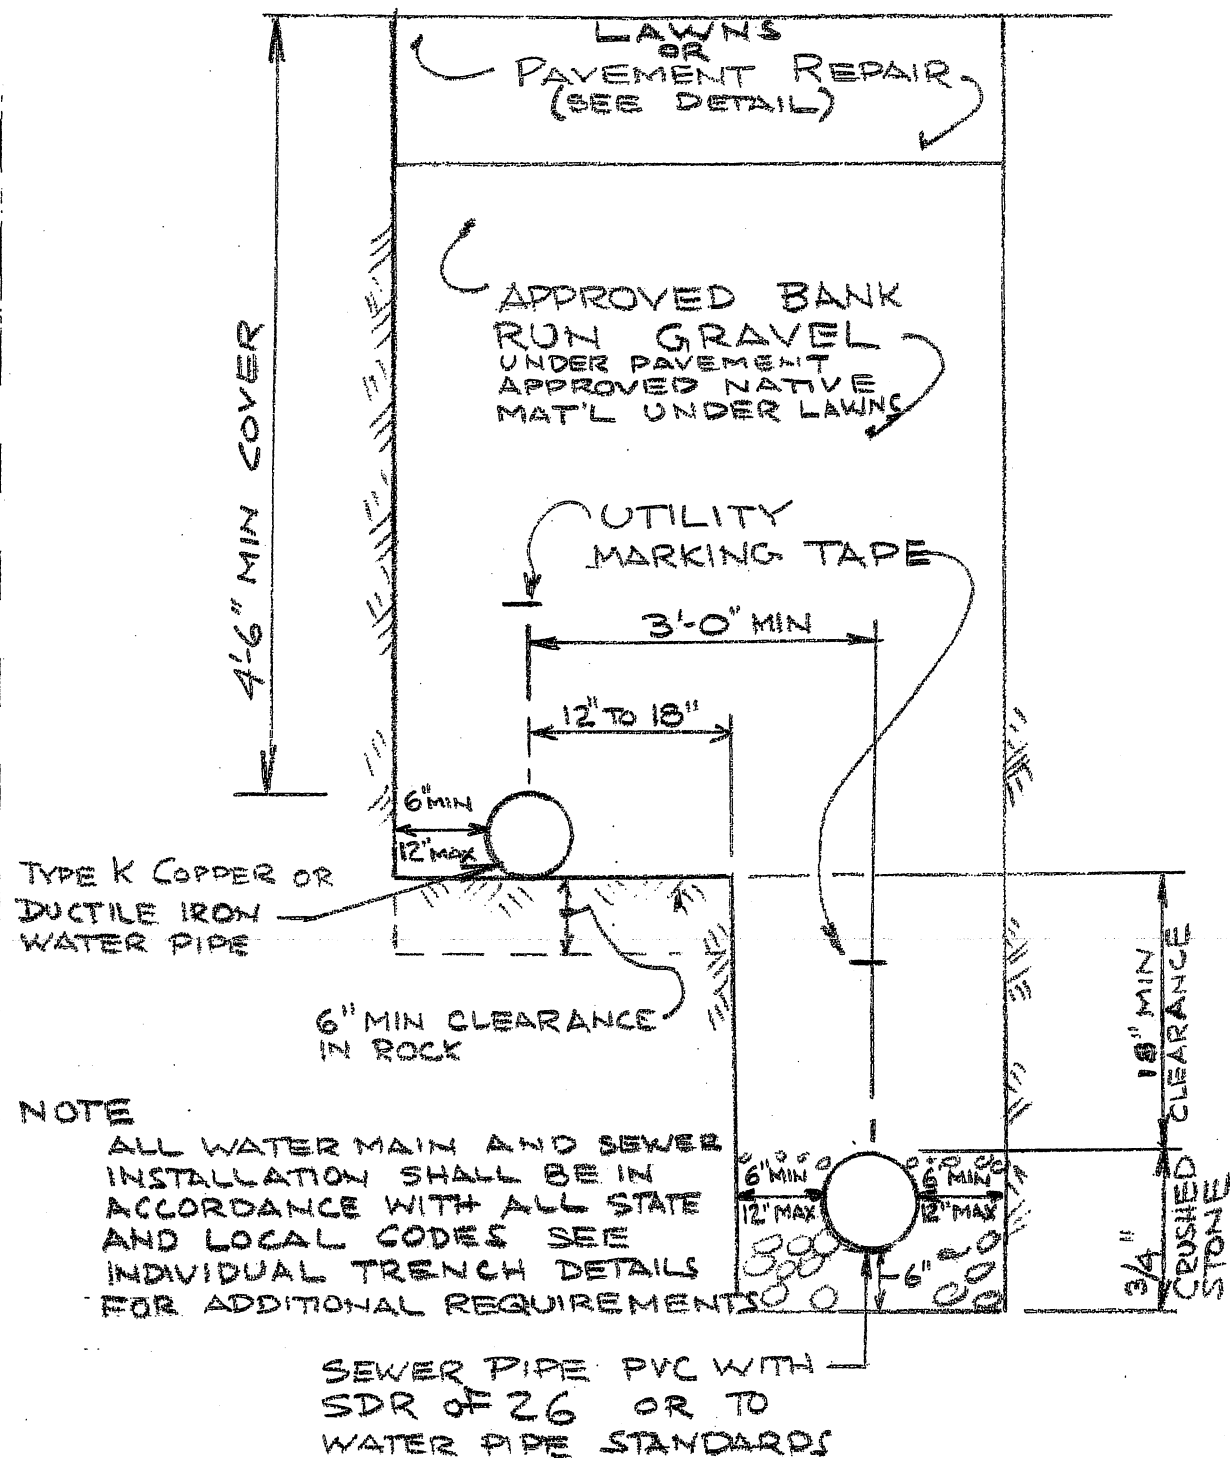 LAWNS
OR
PAVEMENT REPAIR
(SEE DETAIL)
4'-6" MIN COVER
APPROVED BANK
RUN GRAVEL
UNDER PAVEMENT
APPROVED NATIVE
MAT'L UNDER LAWNS
UTILITY
MARKING TAPE
3'-0" MIN
12" TO 18"
6" MIN
12" MAX
TYPE K COPPER OR
DUCTILE IRON
WATER PIPE
6" MIN CLEARANCE
IN ROCK
18" MIN
CLEARANCE
NOTE
ALL WATER MAIN AND SEWER
INSTALLATION SHALL BE IN
ACCORDANCE WITH ALL STATE
AND LOCAL CODES SEE
INDIVIDUAL TRENCH DETAILS
FOR ADDITIONAL REQUIREMENTS
6" MIN
12" MAX
6" MIN
12" MAX
6"
3/4"
CRUSHED
STONE
SEWER PIPE PVC WITH
SDR OF 26 OR TO
WATER PIPE STANDARDS